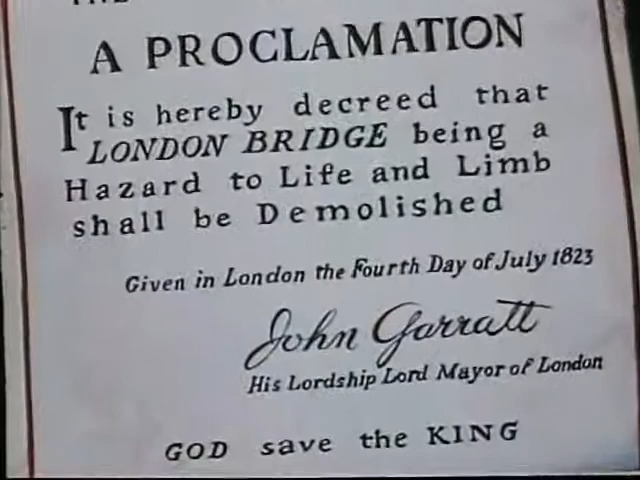 A PROCLAMATION
It is hereby decreed that
LONDON BRIDGE being a
Hazard to Life and Limb
shall be Demolished
Given in London the Fourth Day of July 1823
John Garratt
His Lordship Lord Mayor of London
GOD save the KING